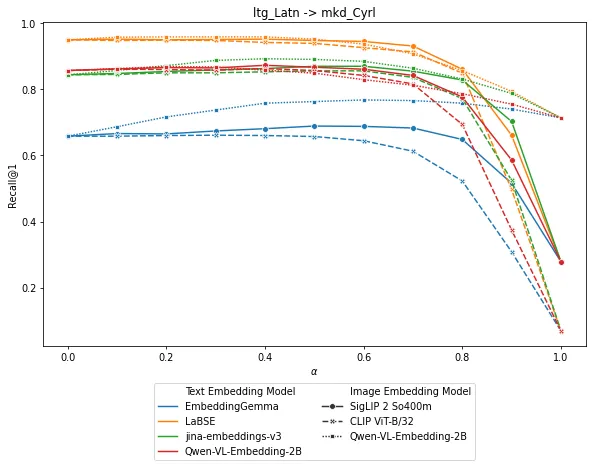 ltg_Latn -> mkd_Cyrl
Recall@1
1.0
0.8
0.6
0.4
0.2
0.0 0.2 0.4 0.6 0.8 1.0
α
Text Embedding Model Image Embedding Model
EmbeddingGemma SigLIP 2 So400m
LaBSE CLIP ViT-B/32
jina-embeddings-v3 Qwen-VL-Embedding-2B
Qwen-VL-Embedding-2B